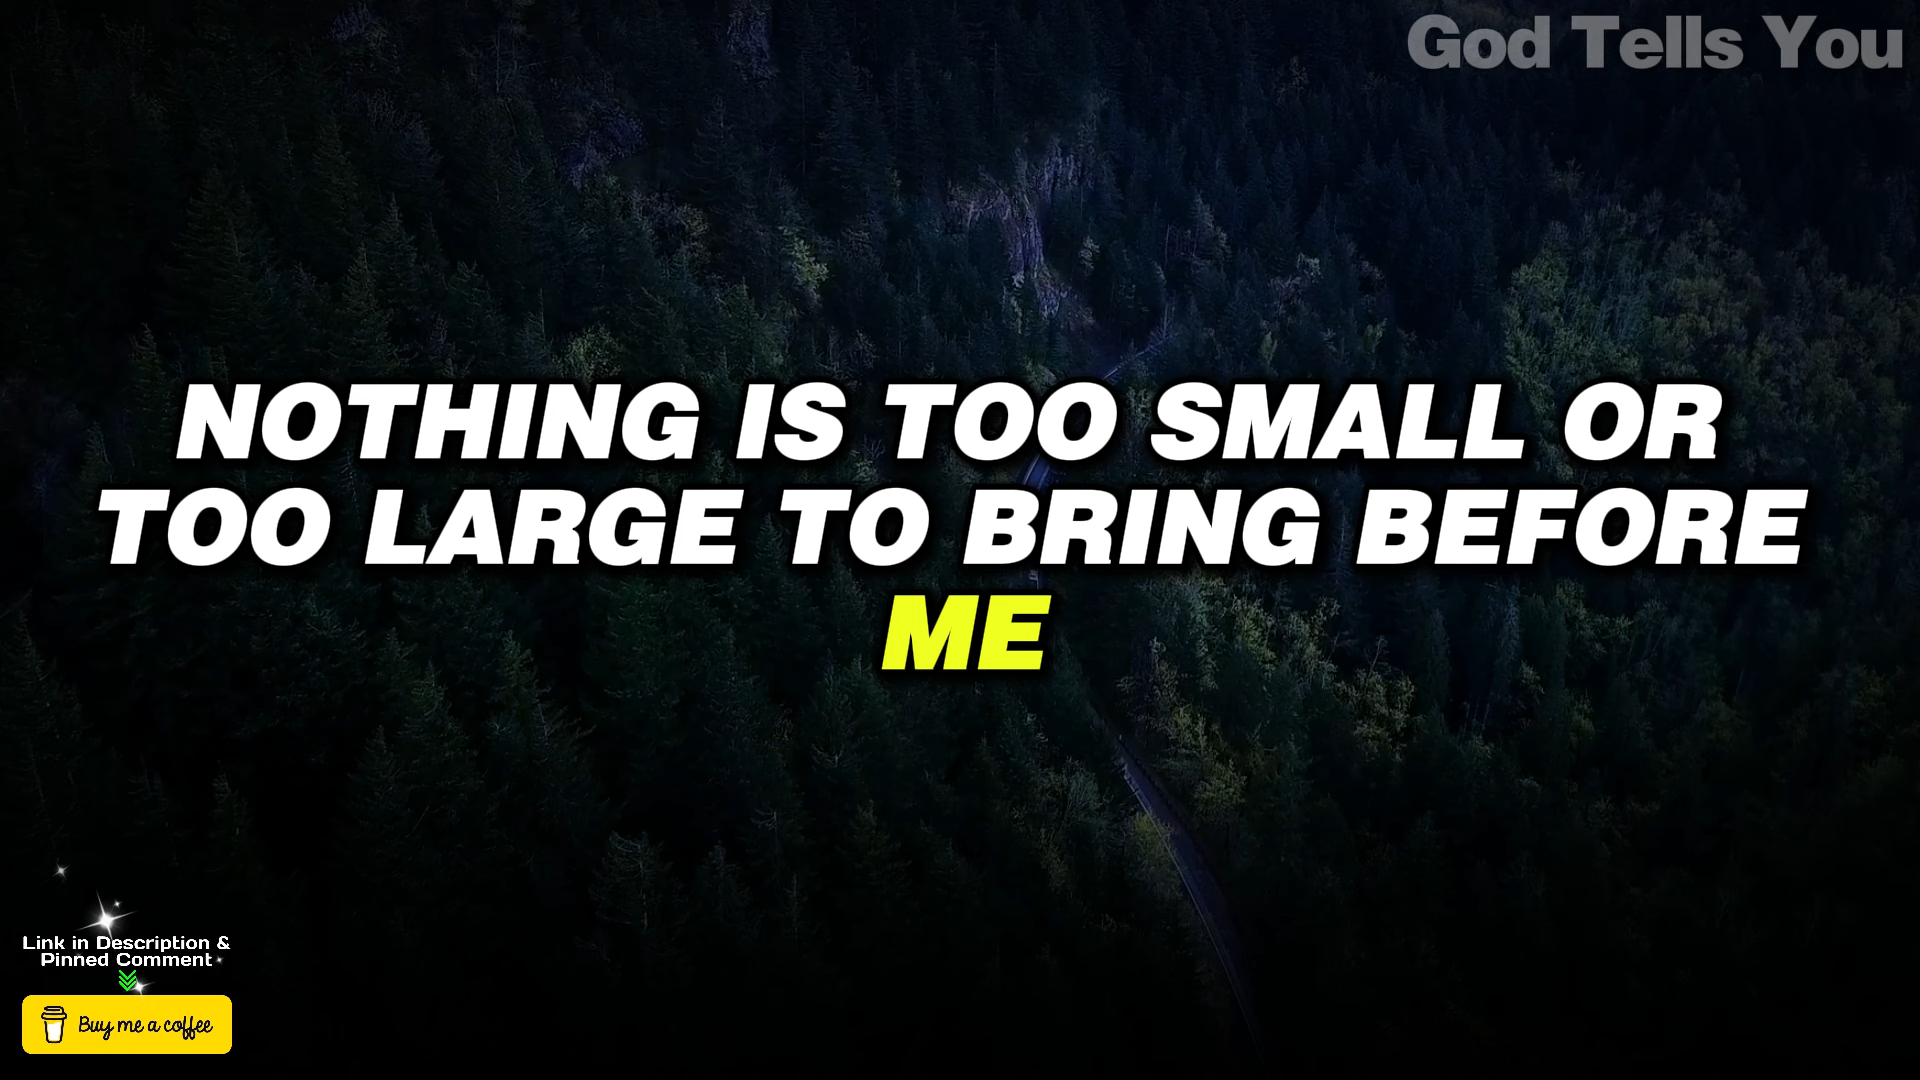 God Tells You
NOTHING IS TOO SMALL OR
TOO LARGE TO BRING BEFORE
ME
Link in Description &
Pinned Comment
Buy me a coffee